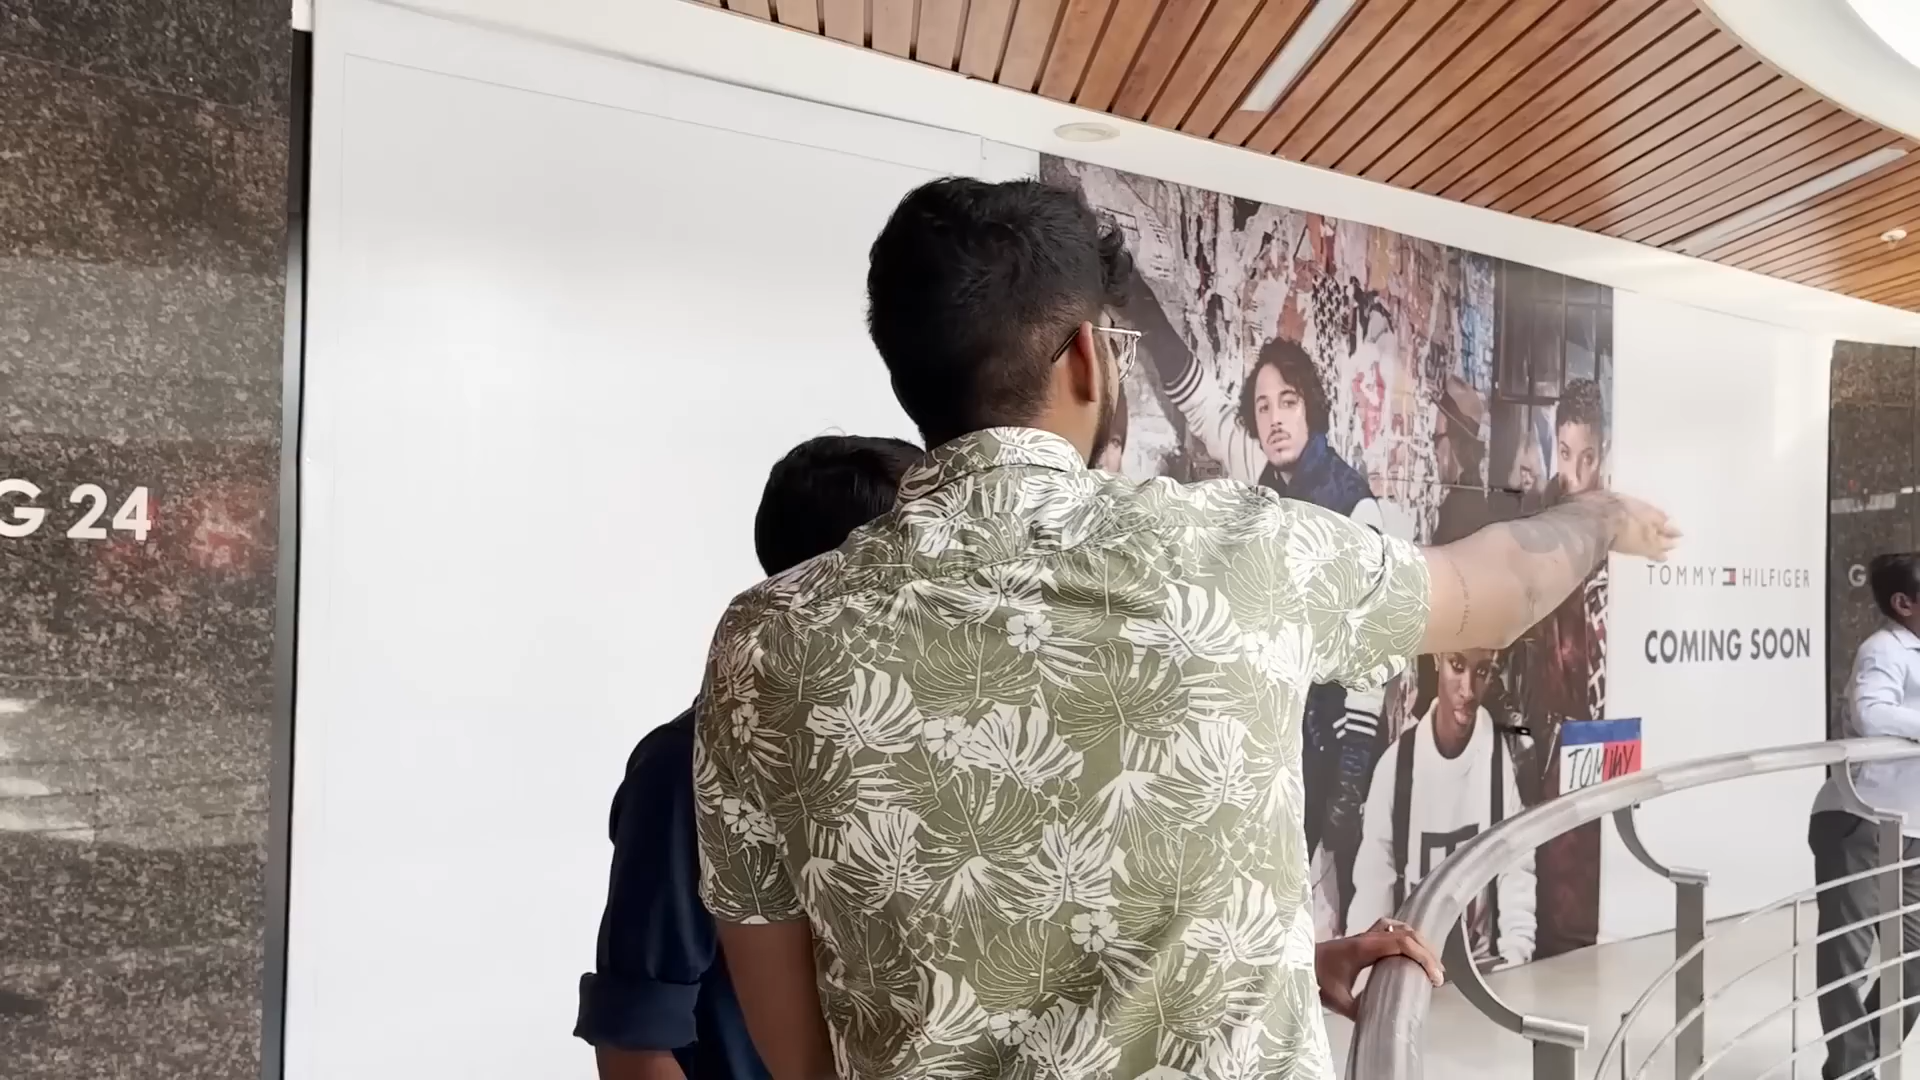 G 24
TOMMY HILFIGER
COMING SOON
TOMMY
G